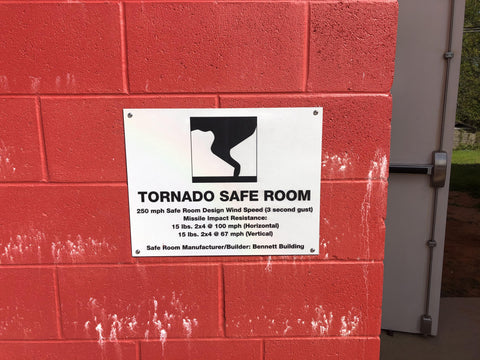 TORNADO SAFE ROOM
250 mph Safe Room Design Wind Speed (3 second gust)
Missile Impact Resistance:
15 lbs. 2x4 @ 100 mph (Horizontal)
15 lbs. 2x4 @ 67 mph (Vertical)
Safe Room Manufacturer/Builder: Bennett Building